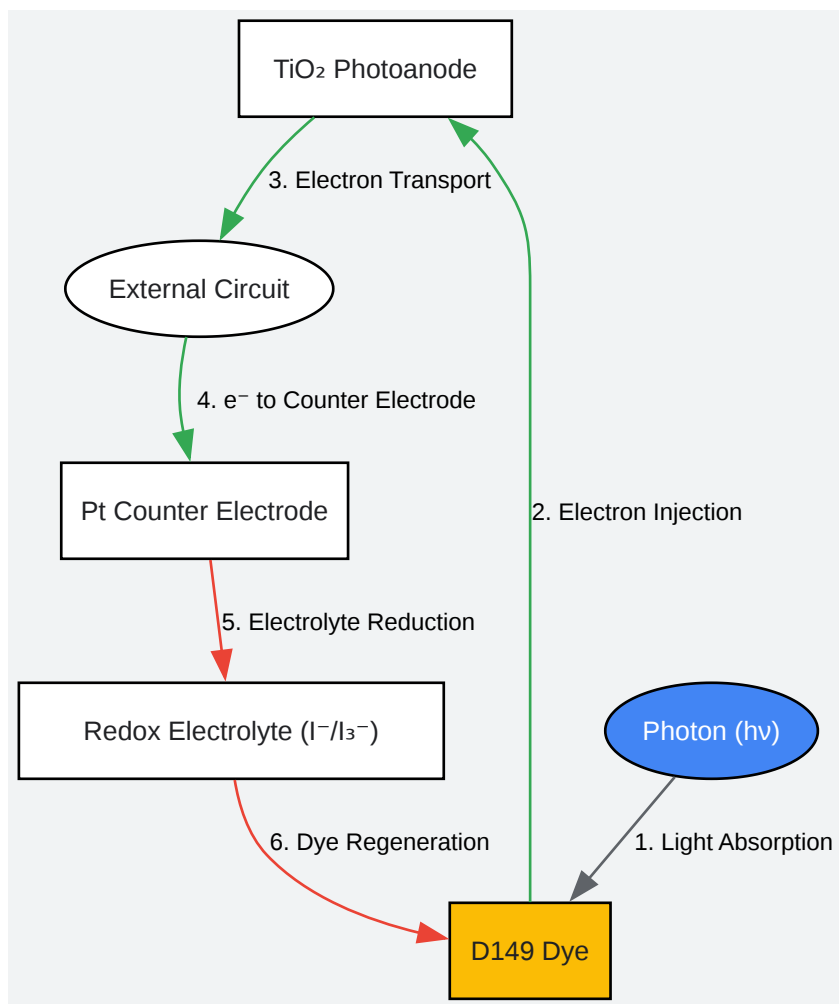 TiO₂ Photoanode
3. Electron Transport
External Circuit
4. e⁻ to Counter Electrode
Pt Counter Electrode
2. Electron Injection
5. Electrolyte Reduction
Redox Electrolyte (I⁻/I₃⁻)
Photon (hν)
6. Dye Regeneration
1. Light Absorption
D149 Dye